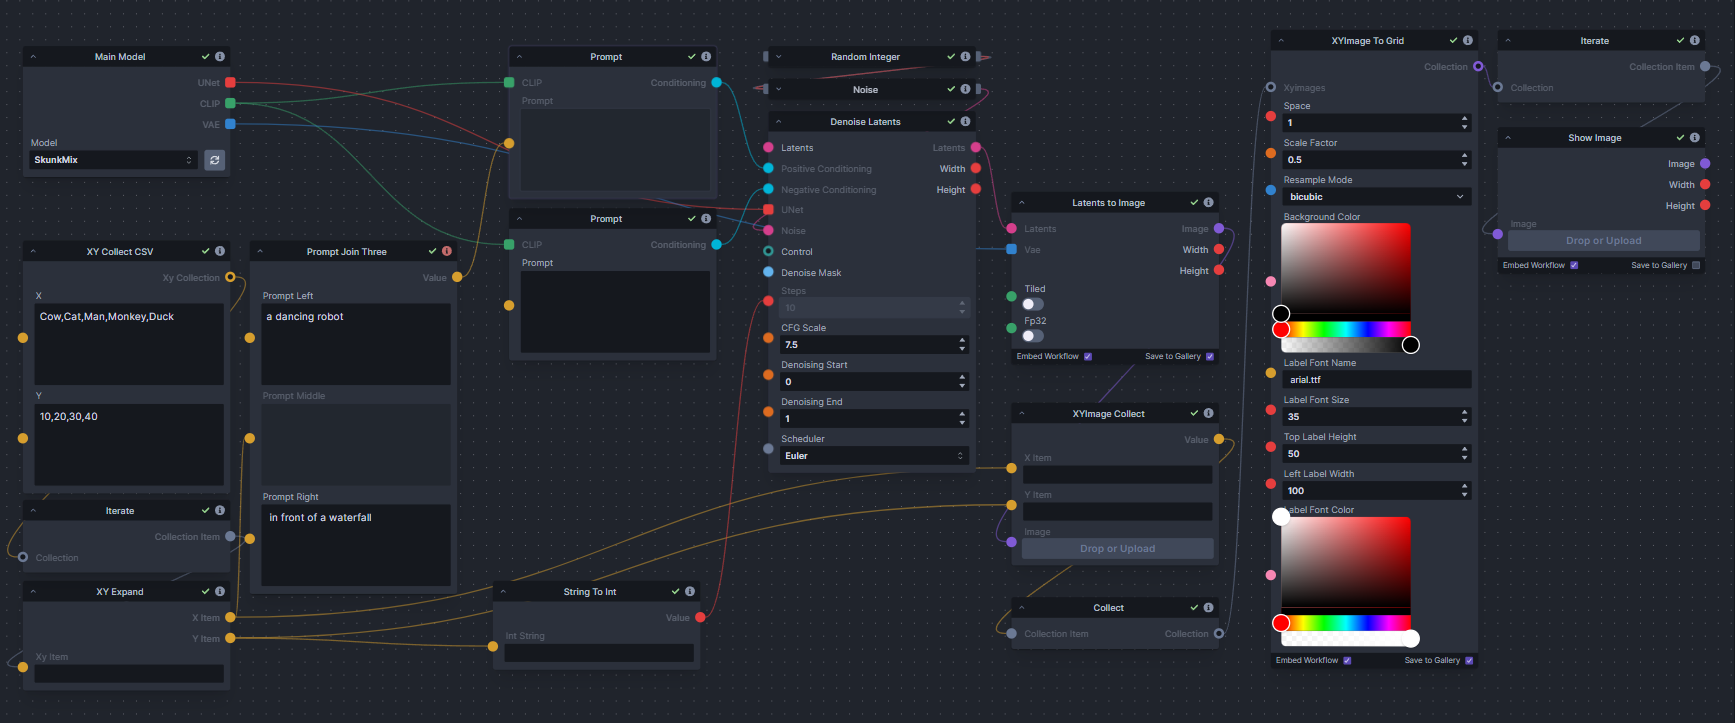 Main Model
UNet
CLIP
VAE
Model
SkunkMix
XY Collect CSV
Xy Collection
X
Cow,Cat,Man,Monkey,Duck
Y
10,20,30,40
Iterate
Collection Item
Collection
XY Expand
X Item
Y Item
Xy Item
Prompt Join Three
Value
Prompt Left
a dancing robot
Prompt Middle
Prompt Right
in front of a waterfall
Prompt
CLIP
Conditioning
Prompt
Prompt
CLIP
Conditioning
Prompt
String To Int
Value
Int String
Random Integer
Noise
Denoise Latents
Latents
Latents
Positive Conditioning
Width
Negative Conditioning
Height
UNet
Noise
Control
Denoise Mask
Steps
10
CFG Scale
7.5
Denoising Start
0
Denoising End
1
Scheduler
Euler
Latents to Image
Latents
Image
Vae
Width
Height
Tiled
Fp32
Embed Workflow
Save to Gallery
XYImage Collect
Value
X Item
Y Item
Image
Drop or Upload
Collect
Collection Item
Collection
XYImage To Grid
Collection
Xyimages
Space
1
Scale Factor
0.5
Resample Mode
bicubic
Background Color
Label Font Name
arial.ttf
Label Font Size
35
Top Label Height
50
Left Label Width
100
Label Font Color
Embed Workflow
Save to Gallery
Iterate
Collection Item
Collection
Show Image
Image
Width
Height
Image
Drop or Upload
Embed Workflow
Save to Gallery